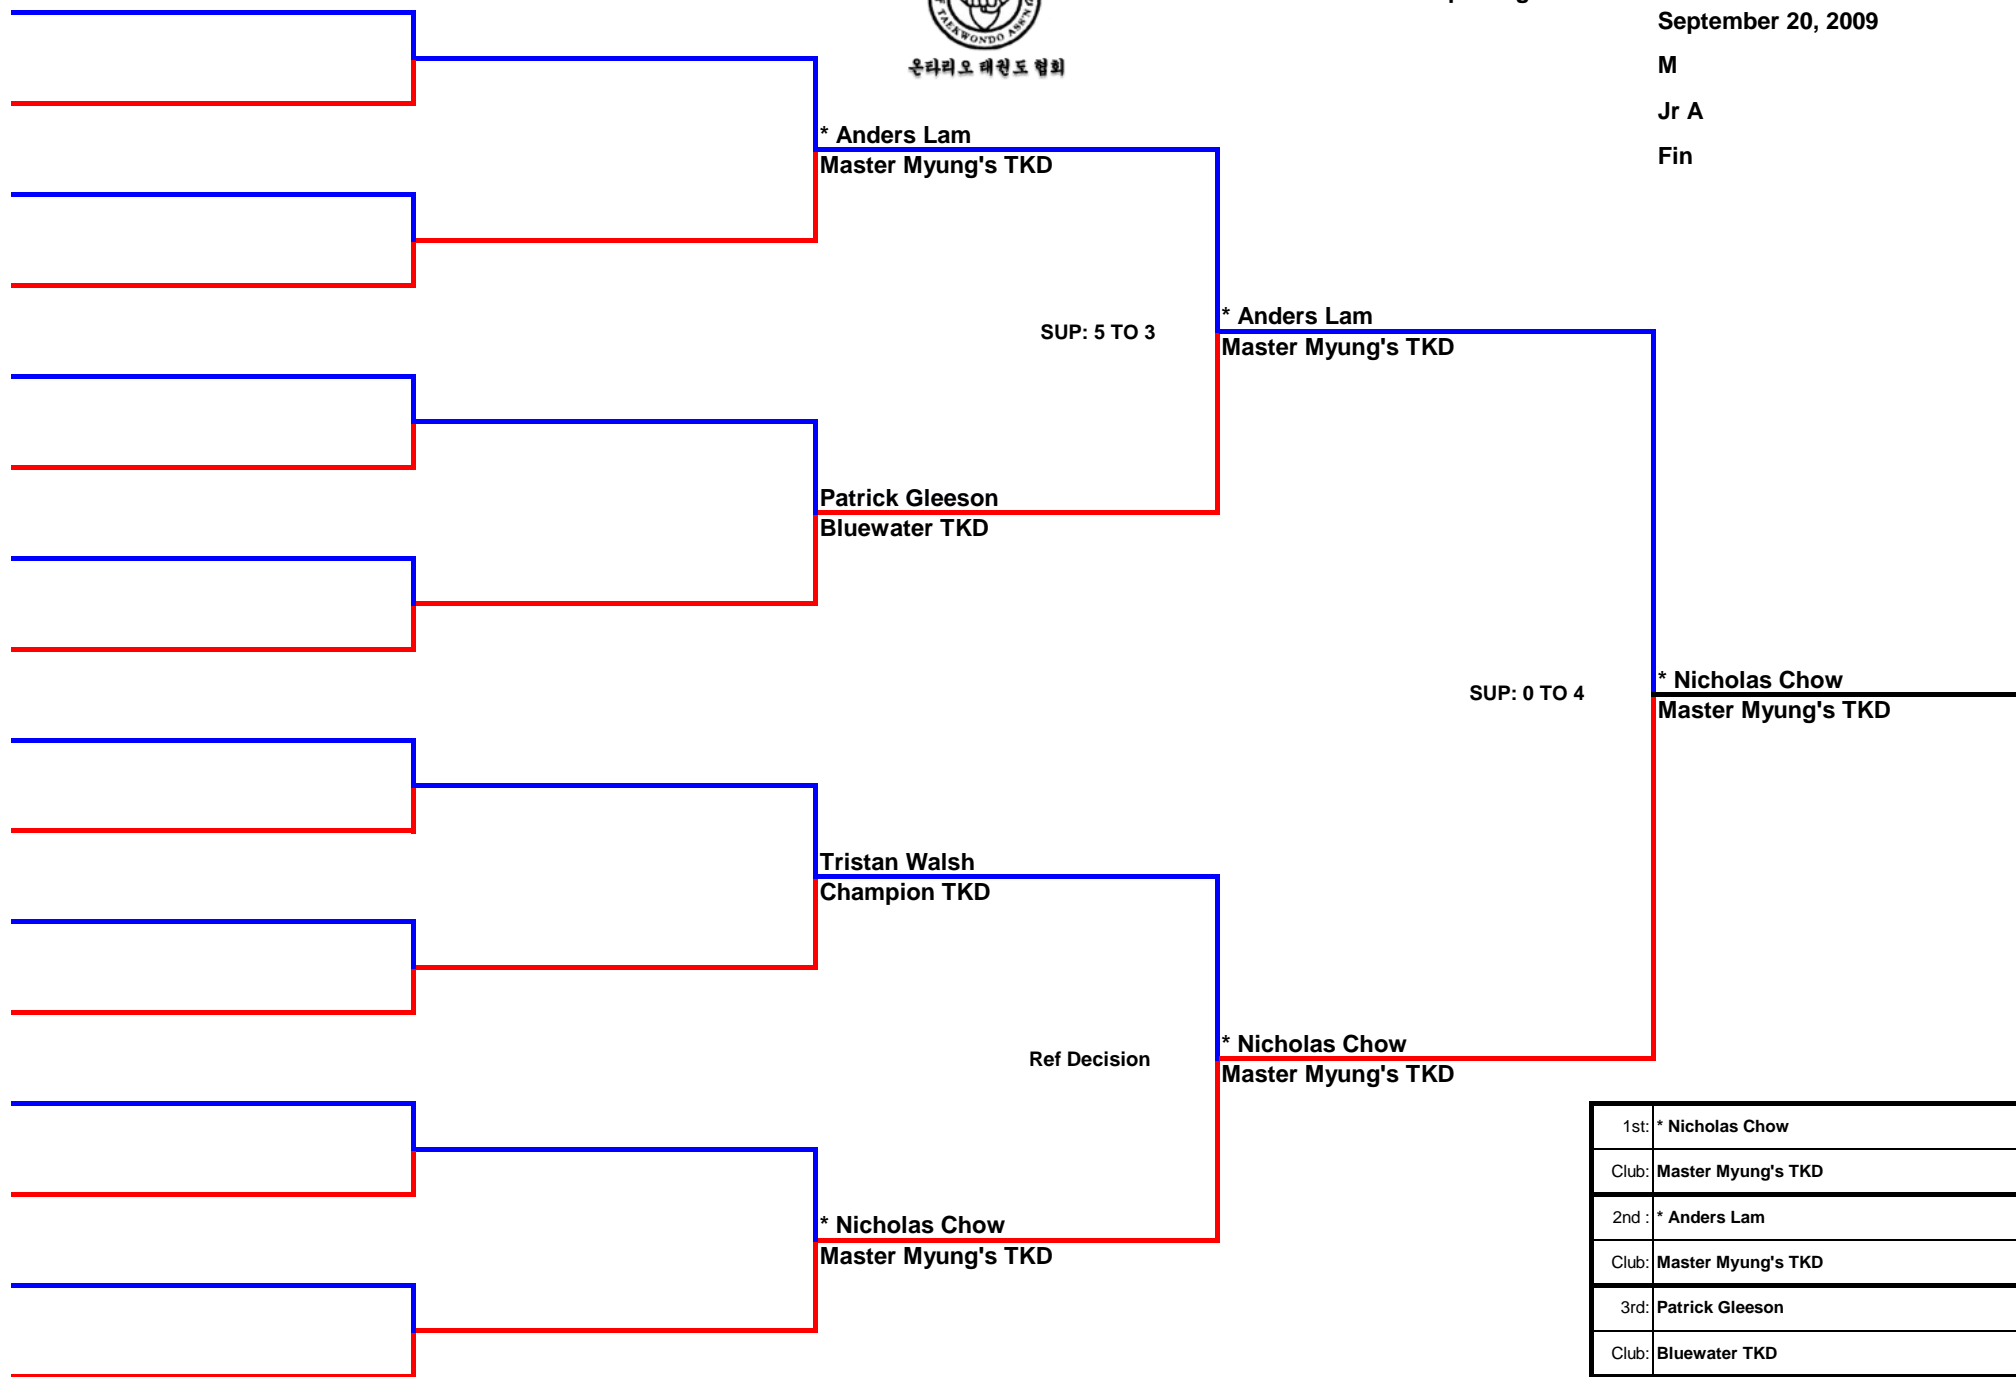 September 20, 2009
온타리오 태권도 협회
M
Jr A
Fin
* Anders Lam
Master Myung's TKD
SUP: 5 TO 3
* Anders Lam
Master Myung's TKD
Patrick Gleeson
Bluewater TKD
SUP: 0 TO 4
* Nicholas Chow
Master Myung's TKD
Tristan Walsh
Champion TKD
Ref Decision
* Nicholas Chow
Master Myung's TKD
* Nicholas Chow
Master Myung's TKD
1st: * Nicholas Chow
Club: Master Myung's TKD
2nd : * Anders Lam
Club: Master Myung's TKD
3rd: Patrick Gleeson
Club: Bluewater TKD